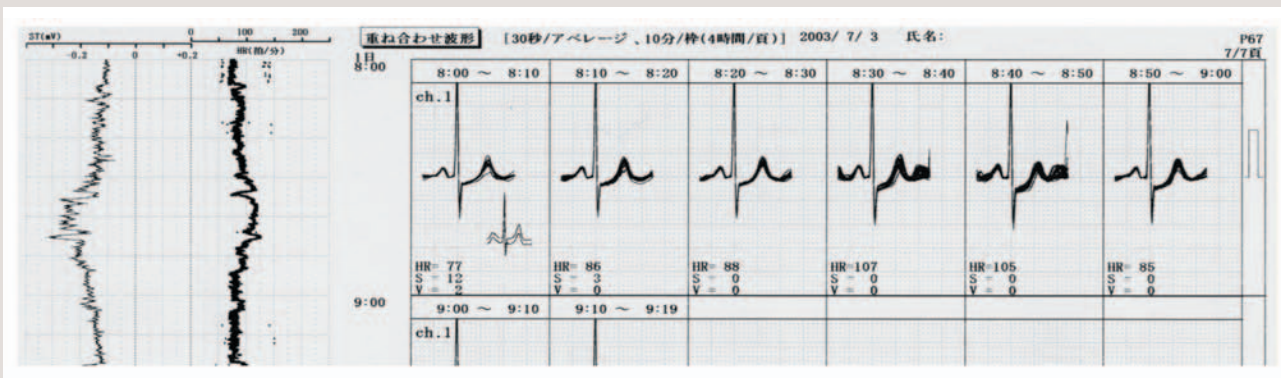 ST(mV)
-0.2 0 +0.2
0 100 200
HR(拍/分)
重ね合わせ波形 [30秒/アベレージ、10分/枠(4時間/頁)] 2003/ 7/ 3 氏名:
P67
7/7頁
1日
8:00
8:00 ~ 8:10 8:10 ~ 8:20 8:20 ~ 8:30 8:30 ~ 8:40 8:40 ~ 8:50 8:50 ~ 9:00
ch.1
HR= 77 HR= 86 HR= 88 HR=107 HR=105 HR= 85
S = 12 S = 3 S = 0 S = 0 S = 0 S = 0
V = 2 V = 0 V = 0 V = 0 V = 0 V = 0
9:00
9:00 ~ 9:10 9:10 ~ 9:19
ch.1